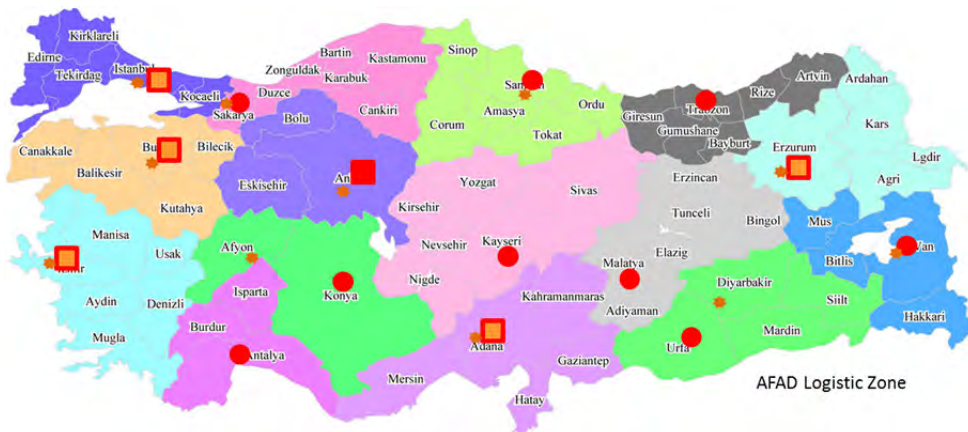 Kirklareli
Edirne
Tekirdag
Istanbul
Kocaeli
Sakarya
Duzce
Zonguldak
Bartin
Karabuk
Kastamonu
Cankiri
Sinop
Samsun
Amasya
Ordu
Corum
Tokat
Giresun
Trabzon
Gumushane
Bayburt
Rize
Artvin
Ardahan
Kars
Erzurum
Lgdir
Agri
Canakkale
Bilecik
Balikesir
Kutahya
Bolu
Eskisehir
Yozgat
Sivas
Kirsehir
Nevsehir
Kayseri
Nigde
Erzincan
Tunceli
Bingol
Elazig
Malatya
Adiyaman
Mus
Bitlis
Van
Hakkari
Manisa
Usak
Aydin
Denizli
Mugla
Afyon
Isparta
Konya
Burdur
Antalya
Kahramanmaras
Adana
Mersin
Gaziantep
Hatay
Diyarbakir
Siilt
Mardin
Urfa
AFAD Logistic Zone